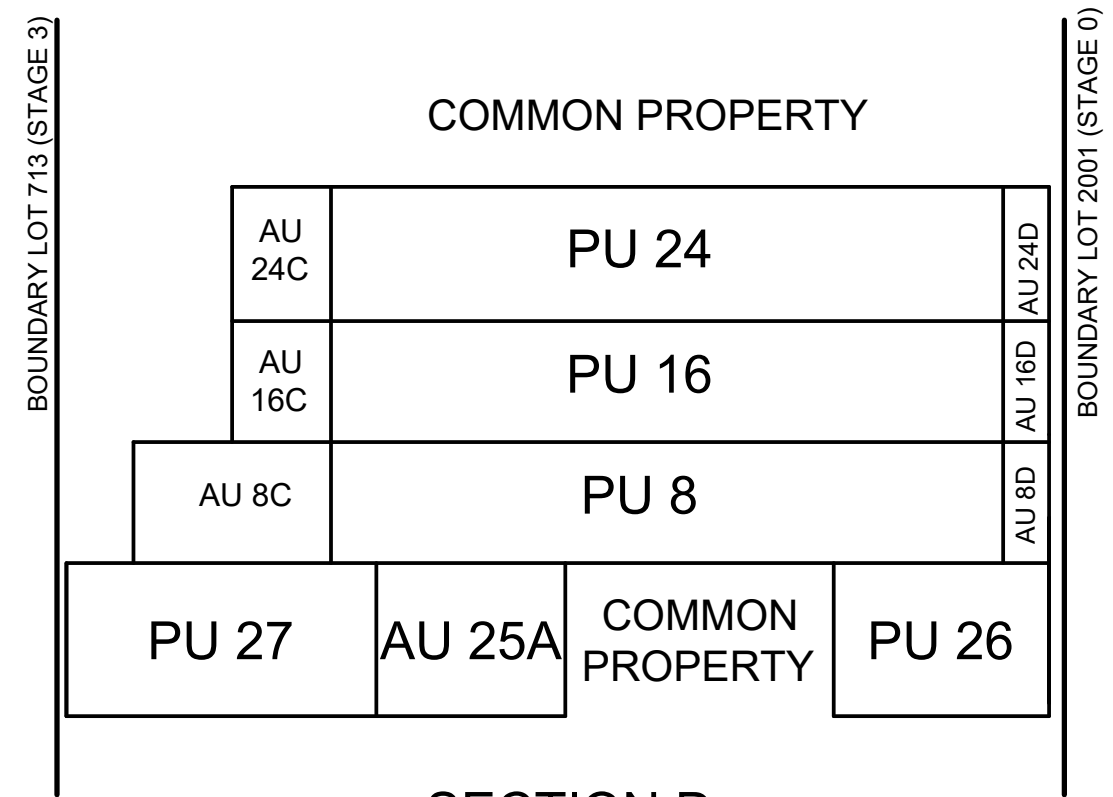 BOUNDARY LOT 713 (STAGE 3)
COMMON PROPERTY
BOUNDARY LOT 2001 (STAGE 0)
AU
24C
PU 24
AU 24D
AU
16C
PU 16
AU 16D
AU 8C
PU 8
AU 8D
PU 27
AU 25A
COMMON
PROPERTY
PU 26
SECTION